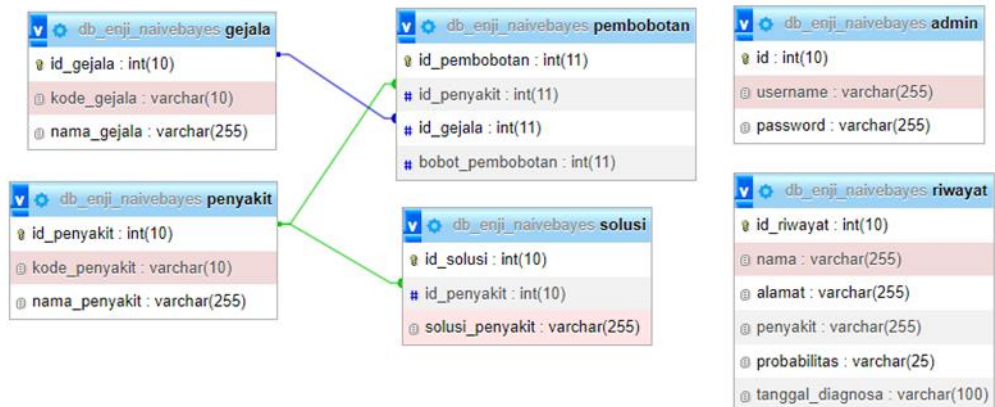 db_enji_naivebayes gejala
id_gejala : int(10)
kode_gejala : varchar(10)
nama_gejala : varchar(255)
db_enji_naivebayes pembobotan
id_pembobotan : int(11)
# id_penyakit : int(11)
# id_gejala : int(11)
# bobot_pembobotan : int(11)
db_enji_naivebayes admin
id : int(10)
username : varchar(255)
password : varchar(255)
db_enji_naivebayes penyakit
id_penyakit : int(10)
kode_penyakit : varchar(10)
nama_penyakit : varchar(255)
db_enji_naivebayes solusi
id_solusi : int(10)
# id_penyakit : int(10)
solusi_penyakit : varchar(255)
db_enji_naivebayes riwayat
id_riwayat : int(10)
nama : varchar(255)
alamat : varchar(255)
penyakit : varchar(255)
probabilitas : varchar(25)
tanggal_diagnosa : varchar(100)